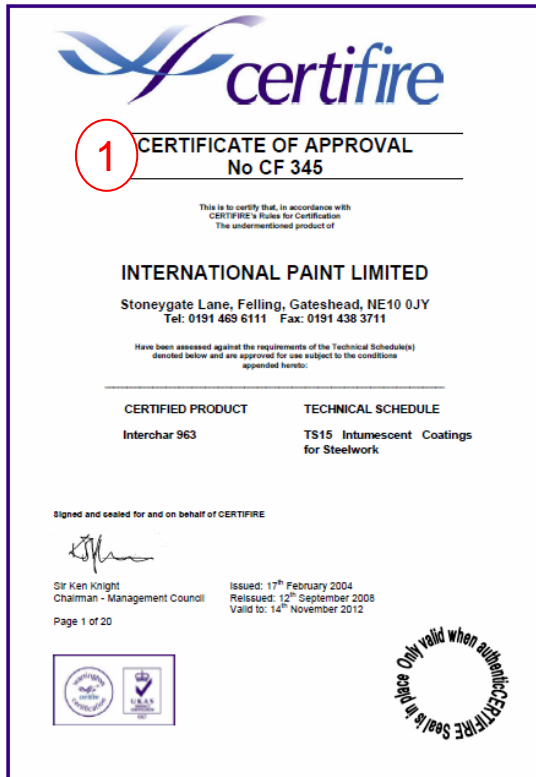 certifire
1
CERTIFICATE OF APPROVAL
No CF 345
This is to certify that, in accordance with
CERTIFIRE's Rules for Certification
The undermentioned product of
INTERNATIONAL PAINT LIMITED
Stoneygate Lane, Felling, Gateshead, NE10 0JY
Tel: 0191 469 6111 Fax: 0191 438 3711
Have been assessed against the requirements of the Technical Schedule(s)
denoted below and are approved for use subject to the conditions
appended hereto:
CERTIFIED PRODUCT TECHNICAL SCHEDULE
Interchar 963 TS15 Intumescent Coatings
for Steelwork
Signed and sealed for and on behalf of CERTIFIRE
Sir Ken Knight Issued: 17th February 2004
Chairman - Management Council Reissued: 12th September 2008
Valid to: 14th November 2012
Page 1 of 20
warrington
certifire
certification
UKAS
Only valid when authentic CERTIFIRE Seal is in place